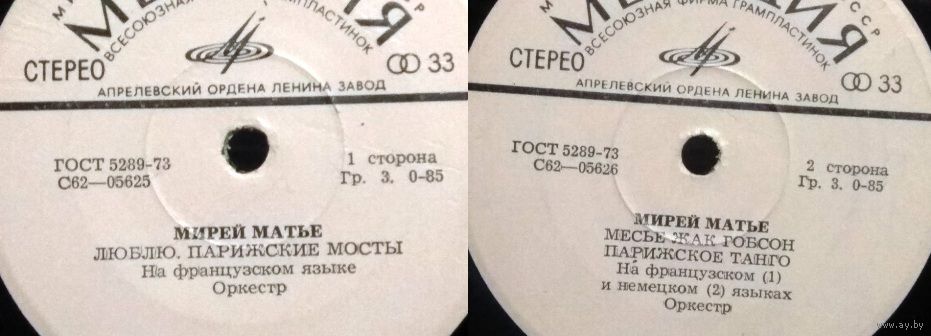 ВСЕСОЮЗНАЯ ФИРМА ГРАМПЛАСТИНОК
СТЕРЕО
33
АПРЕЛЕВСКИЙ ОРДЕНА ЛЕНИНА ЗАВОД
ГОСТ 5289-73
С62—05625
1 сторона
Гр. 3. 0-85
МИРЕЙ МАТЬЕ
ЛЮБЛЮ. ПАРИЖСКИЕ МОСТЫ
На французском языке
Оркестр
ВСЕСОЮЗНАЯ ФИРМА ГРАМПЛАСТИНОК
СТЕРЕО
33
АПРЕЛЕВСКИЙ ОРДЕНА ЛЕНИНА ЗАВОД
ГОСТ 5289-73
С62—05626
2 сторона
Гр. 3. 0-85
МИРЕЙ МАТЬЕ
МЕСЬЕ ЖАК ГОБСОН
ПАРИЖСКОЕ ТАНГО
На французском (1)
и немецком (2) языках
Оркестр
www.ay.by